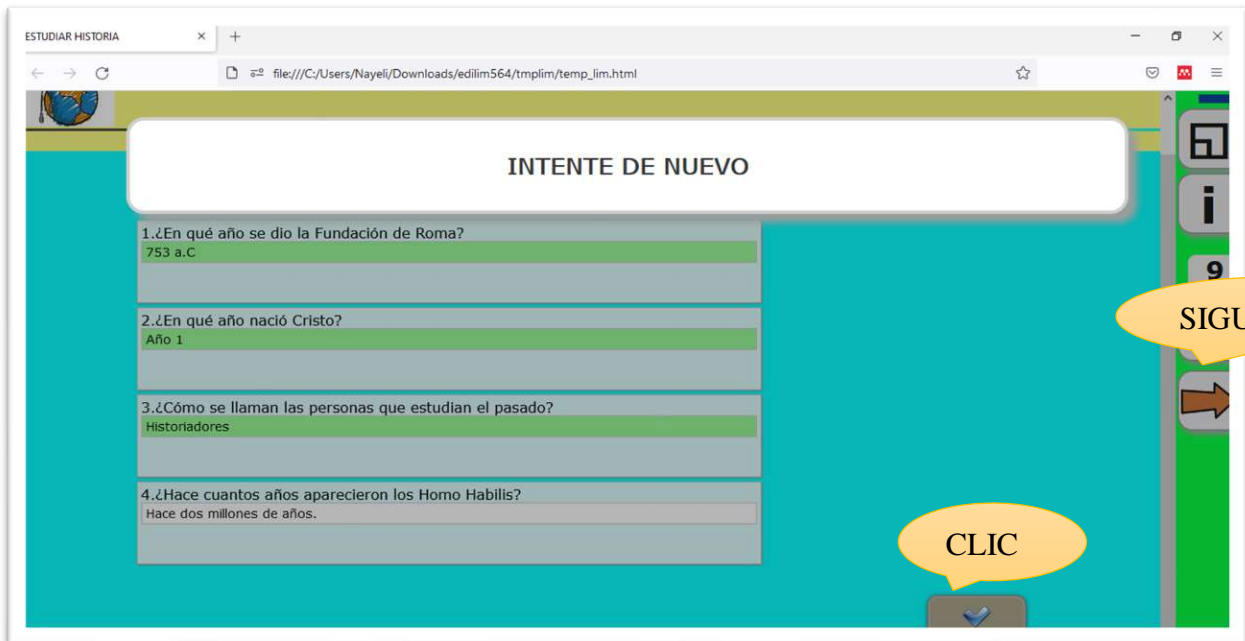 ESTUDIAR HISTORIA
file:///C:/Users/Nayeli/Downloads/edilim564/tmplim/temp_lim.html
INTENTE DE NUEVO
i
1.¿En qué año se dio la Fundación de Roma?
753 a.C
9
2.¿En qué año nació Cristo?
Año 1
SIGU
3.¿Cómo se llaman las personas que estudian el pasado?
Historiadores
4.¿Hace cuantos años aparecieron los Homo Habilis?
Hace dos millones de años.
CLIC